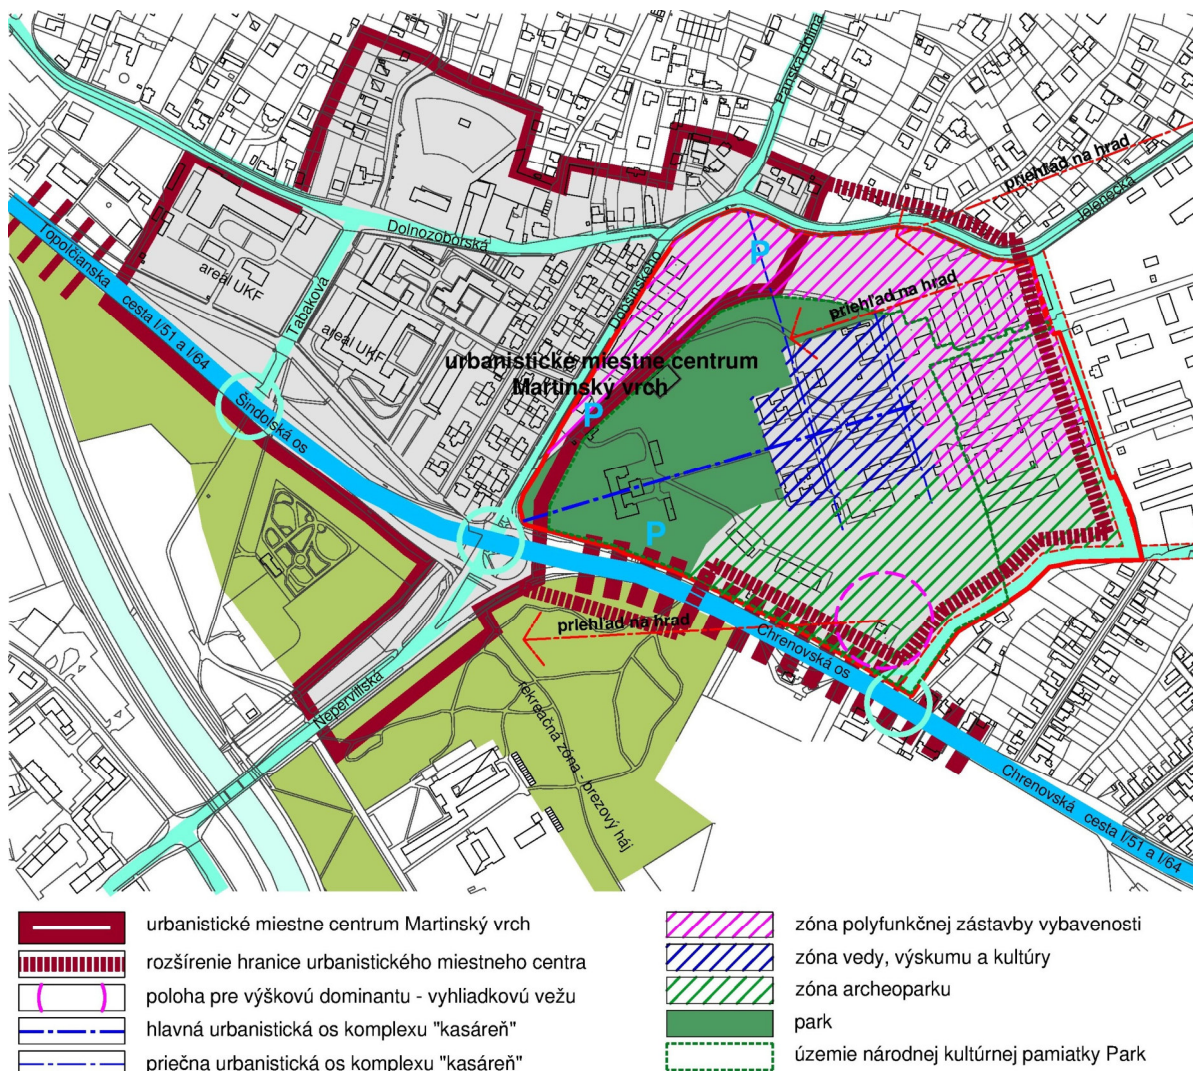 Panská dolina
priehľad na hrad
Jelenecká
Topoľčianska cesta I/51 a I/64
areál UKF
Dolnozoborská
Tabaková
Dobšinského
P
priehľad na hrad
areál UKF
urbanistické miestne centrum
Martinský vrch
P
Šindolská os
P
priehľad na hrad
Chrenovská os
Nepervillská
rekreačná zóna - prezový háj
Chrenovská cesta I/51 a I/64
urbanistické miestne centrum Martinský vrch
rozšírenie hranice urbanistického miestneho centra
poloha pre výškovú dominantu - vyhliadkovú vežu
hlavná urbanistická os komplexu "kasáreň"
priečna urbanistická os komplexu "kasáreň"
zóna polyfunkčnej zástavby vybavenosti
zóna vedy, výskumu a kultúry
zóna archeoparku
park
územie národnej kultúrnej pamiatky Park